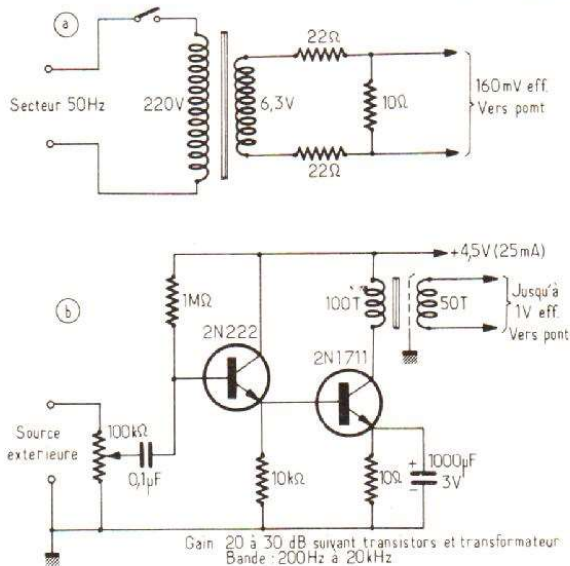 a
22Ω
Secteur 50Hz
220V
6,3V
10Ω
160mV eff.
Vers pomt
22Ω
b
+4,5V (25mA)
1MΩ
100T
50T
Jusqu'à
1V eff.
Vers pont
2N222
2N1711
Source
exterieure
100kΩ
0,1µF
10kΩ
10Ω
+
1000µF
3V
−
Gain 20 à 30 dB suivant transistors et transformateur
Bande : 200Hz à 20kHz